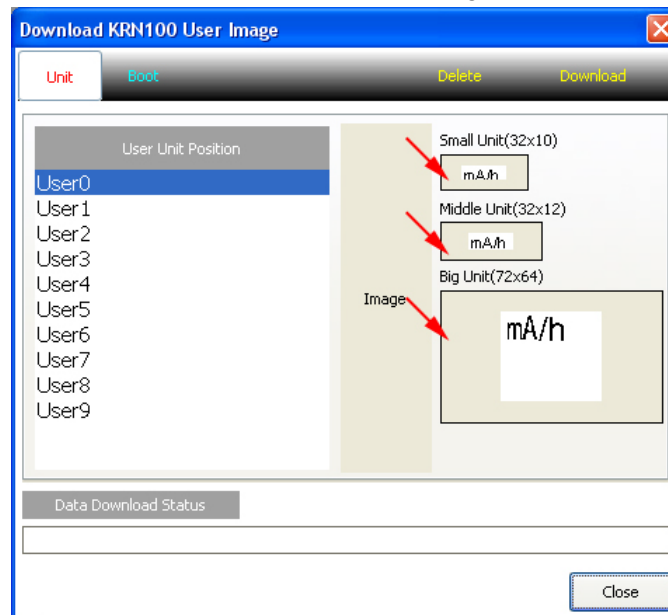 Download KRN100 User Image
Unit Boot Delete Download
User Unit Position
User0
User1
User2
User3
User4
User5
User6
User7
User8
User9
Image
Small Unit(32x10)
mA/h
Middle Unit(32x12)
mA/h
Big Unit(72x64)
mA/h
Data Download Status
Close